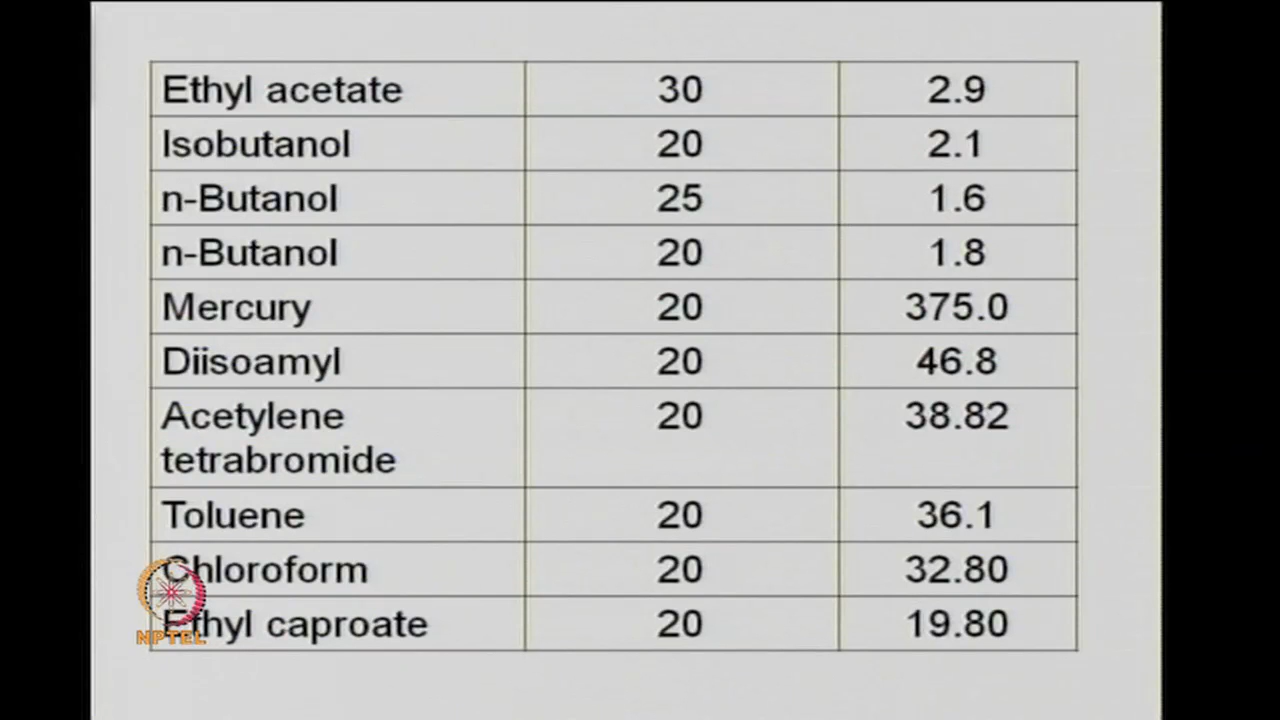 Ethyl acetate 30 2.9
Isobutanol 20 2.1
n-Butanol 25 1.6
n-Butanol 20 1.8
Mercury 20 375.0
Diisoamyl 20 46.8
Acetylene 20 38.82
tetrabromide
Toluene 20 36.1
Chloroform 20 32.80
Ethyl caproate 20 19.80
NPTEL